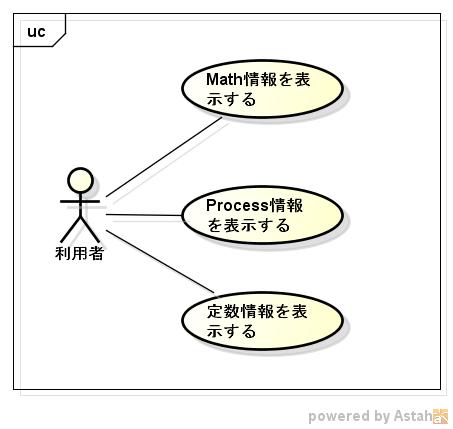 uc
Math情報を表
示する
Process情報
を表示する
利用者
定数情報を表
示する
powered by Astah